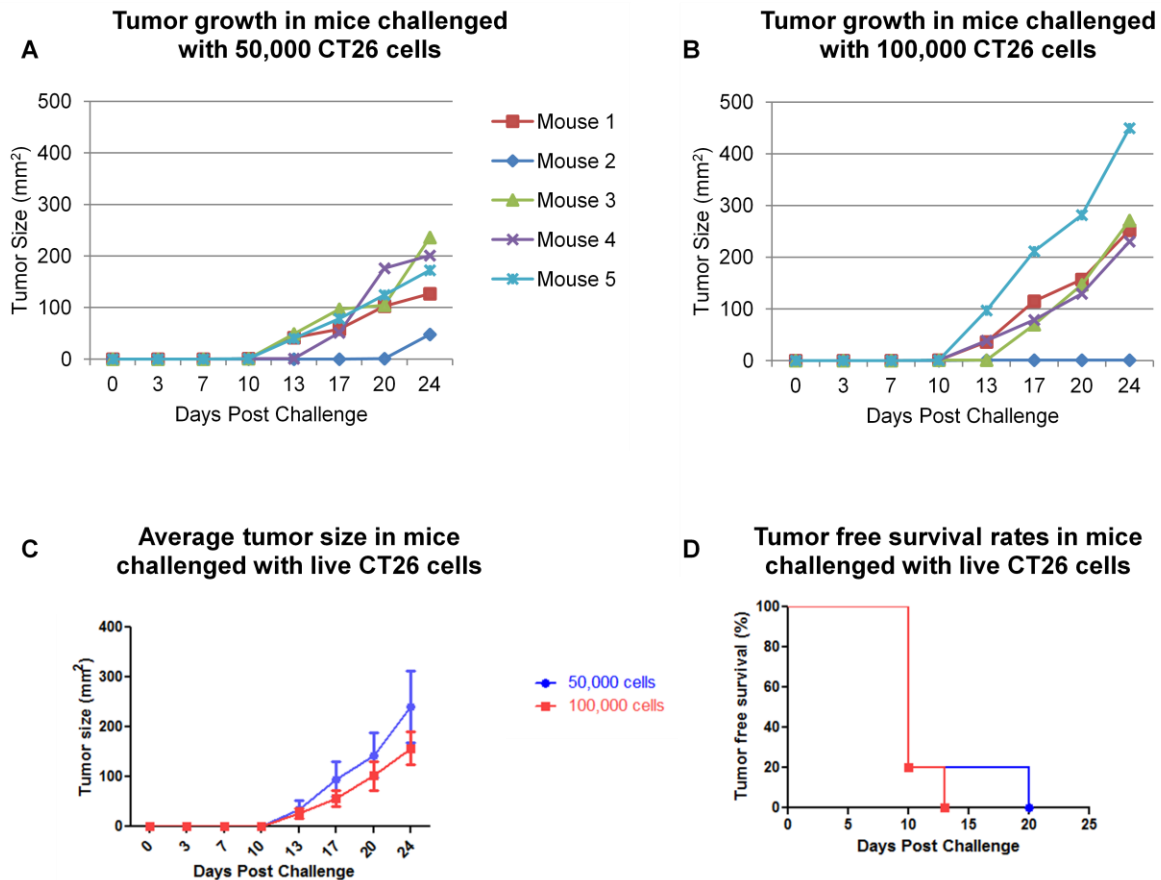 A
Tumor growth in mice challenged
with 50,000 CT26 cells
Tumor Size (mm²)
500
400
300
200
100
0
0 3 7 10 13 17 20 24
Days Post Challenge
Mouse 1
Mouse 2
Mouse 3
Mouse 4
Mouse 5
B
Tumor growth in mice challenged
with 100,000 CT26 cells
Tumor Size (mm²)
500
400
300
200
100
0
0 3 7 10 13 17 20 24
Days Post Challenge
C
Average tumor size in mice
challenged with live CT26 cells
Tumor size (mm²)
400
300
200
100
0
0 3 7 10 13 17 20 24
Days Post Challenge
50,000 cells
100,000 cells
D
Tumor free survival rates in mice
challenged with live CT26 cells
Tumor free survival (%)
100
80
60
40
20
0
0 5 10 15 20 25
Days Post Challenge